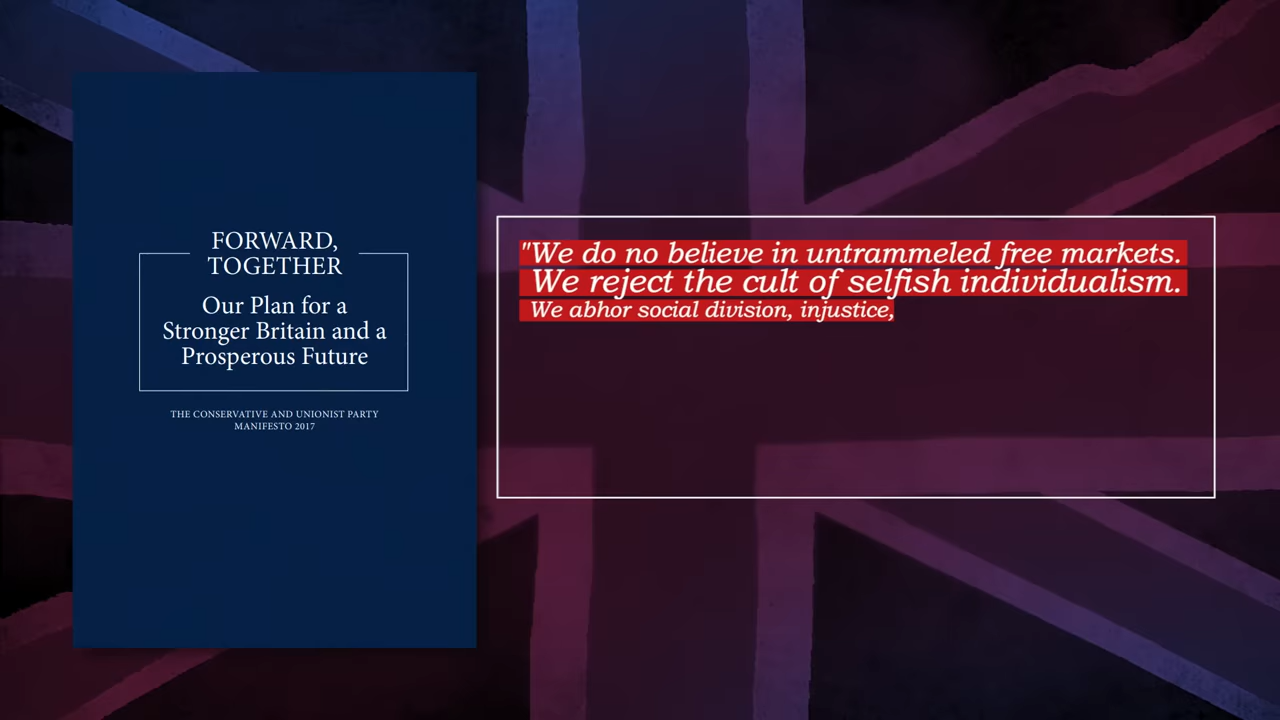 FORWARD,
TOGETHER
Our Plan for a
Stronger Britain and a
Prosperous Future
THE CONSERVATIVE AND UNIONIST PARTY
MANIFESTO 2017
"We do no believe in untrammeled free markets.
We reject the cult of selfish individualism.
We abhor social division, injustice,